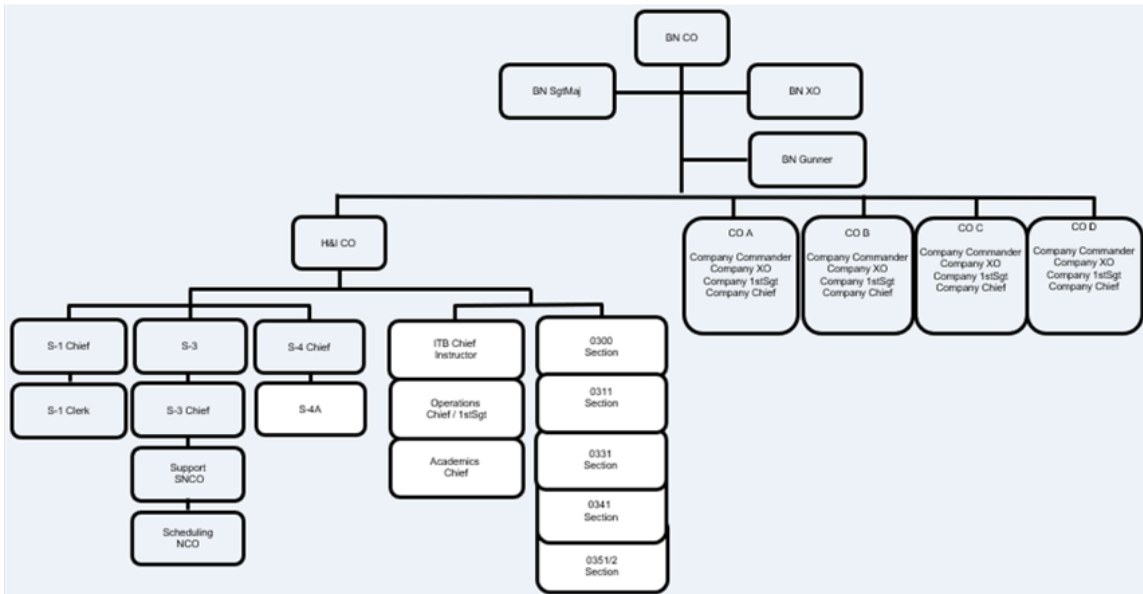 BN CO
BN SgtMaj
BN XO
BN Gunner
H&I CO
CO A
Company Commander
Company XO
Company 1stSgt
Company Chief
CO B
Company Commander
Company XO
Company 1stSgt
Company Chief
CO C
Company Commander
Company XO
Company 1stSgt
Company Chief
CO D
Company Commander
Company XO
Company 1stSgt
Company Chief
S-1 Chief
S-1 Clerk
S-3
S-3 Chief
Support
SNCO
Scheduling
NCO
S-4 Chief
S-4A
ITB Chief
Instructor
Operations
Chief / 1stSgt
Academics
Chief
0300
Section
0311
Section
0331
Section
0341
Section
0351/2
Section